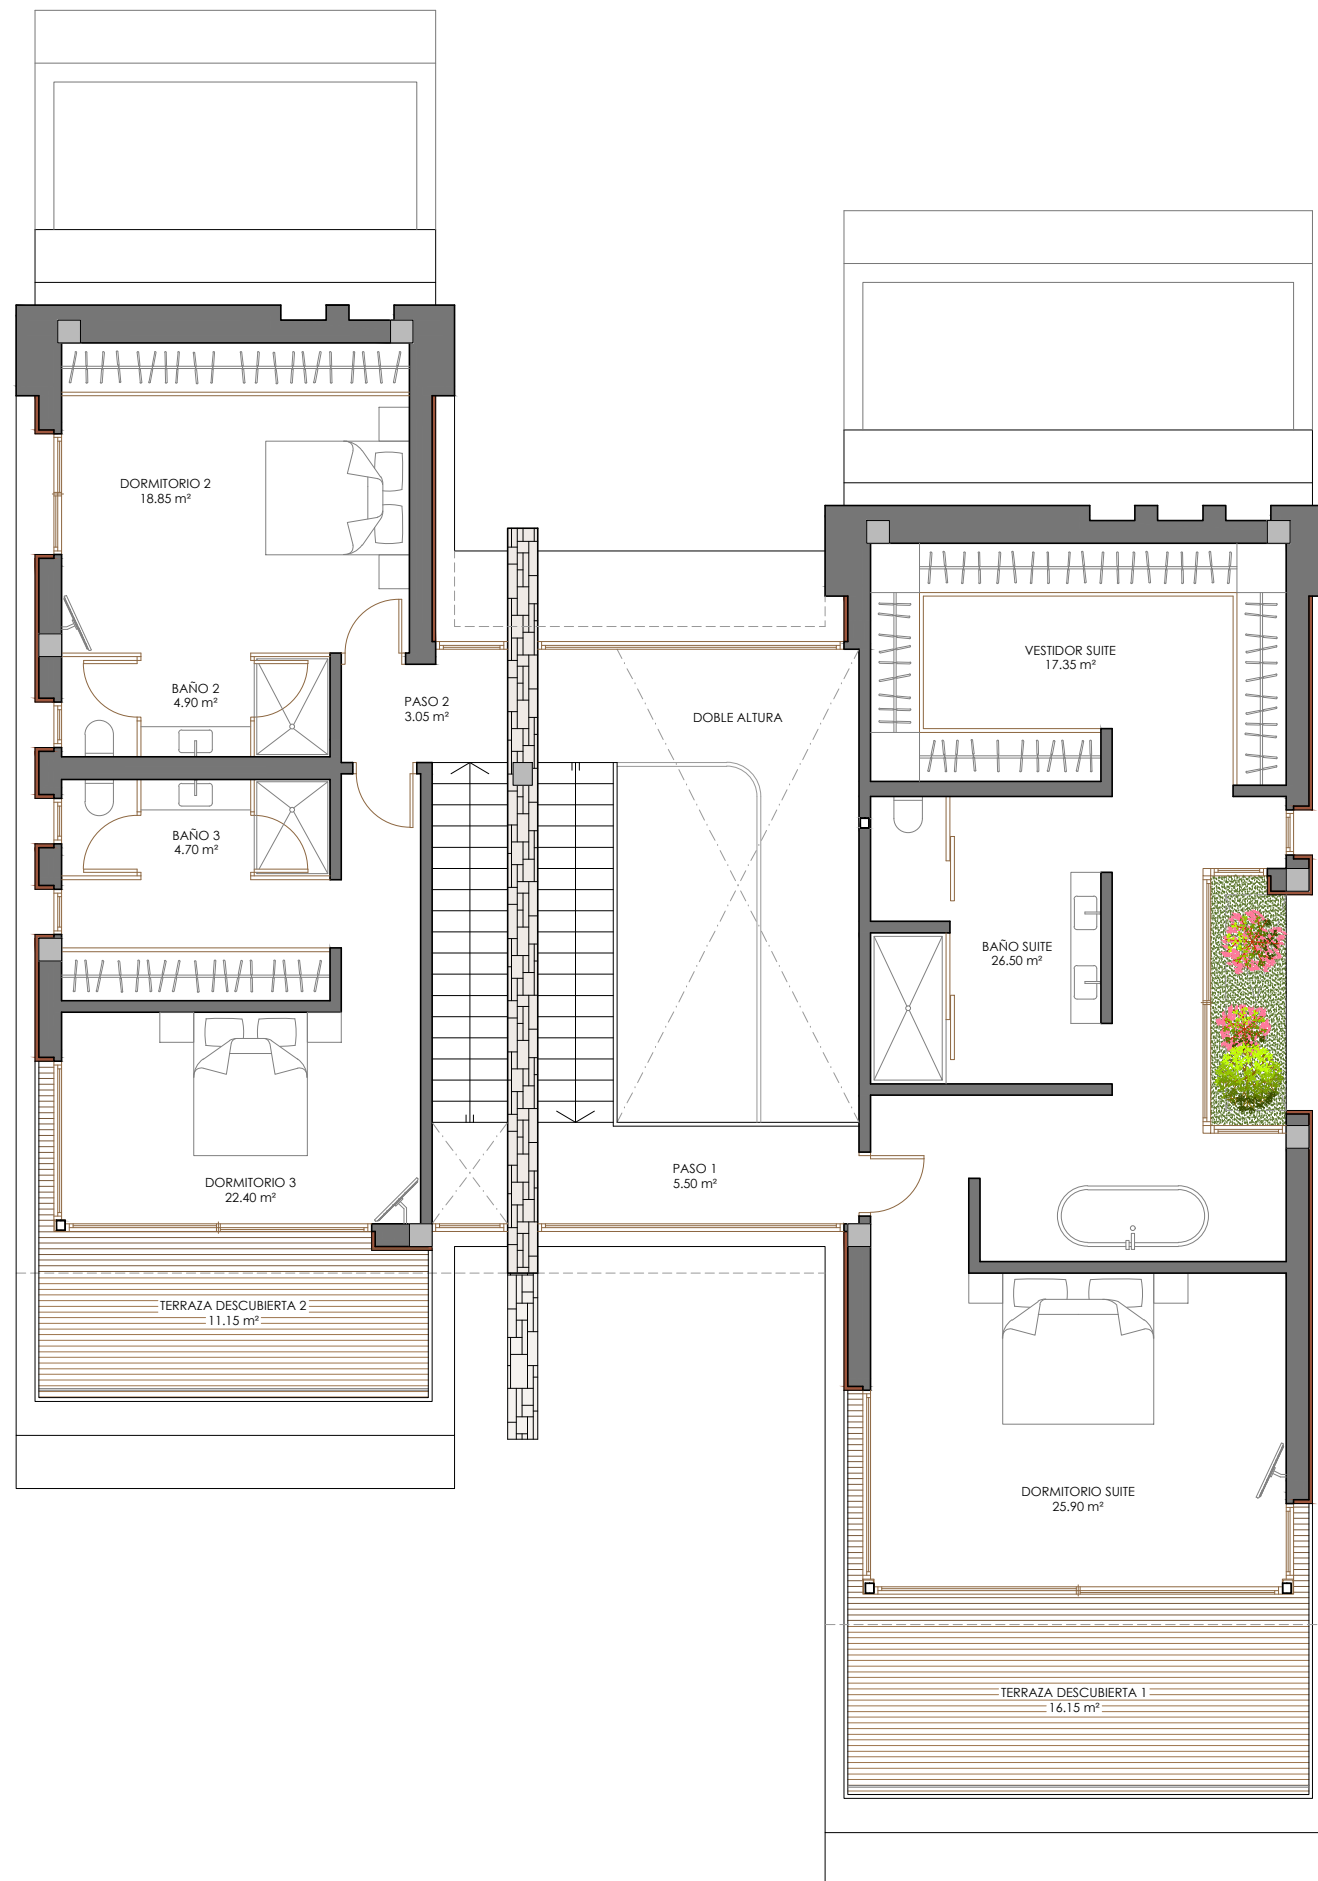 DORMITORIO 2
18.85 m²
BAÑO 2
4.90 m²
PASO 2
3.05 m²
DOBLE ALTURA
VESTIDOR SUITE
17.35 m²
BAÑO 3
4.70 m²
BAÑO SUITE
26.50 m²
DORMITORIO 3
22.40 m²
PASO 1
5.50 m²
TERRAZA DESCUBIERTA 2
11.15 m²
DORMITORIO SUITE
25.90 m²
TERRAZA DESCUBIERTA 1
16.15 m²